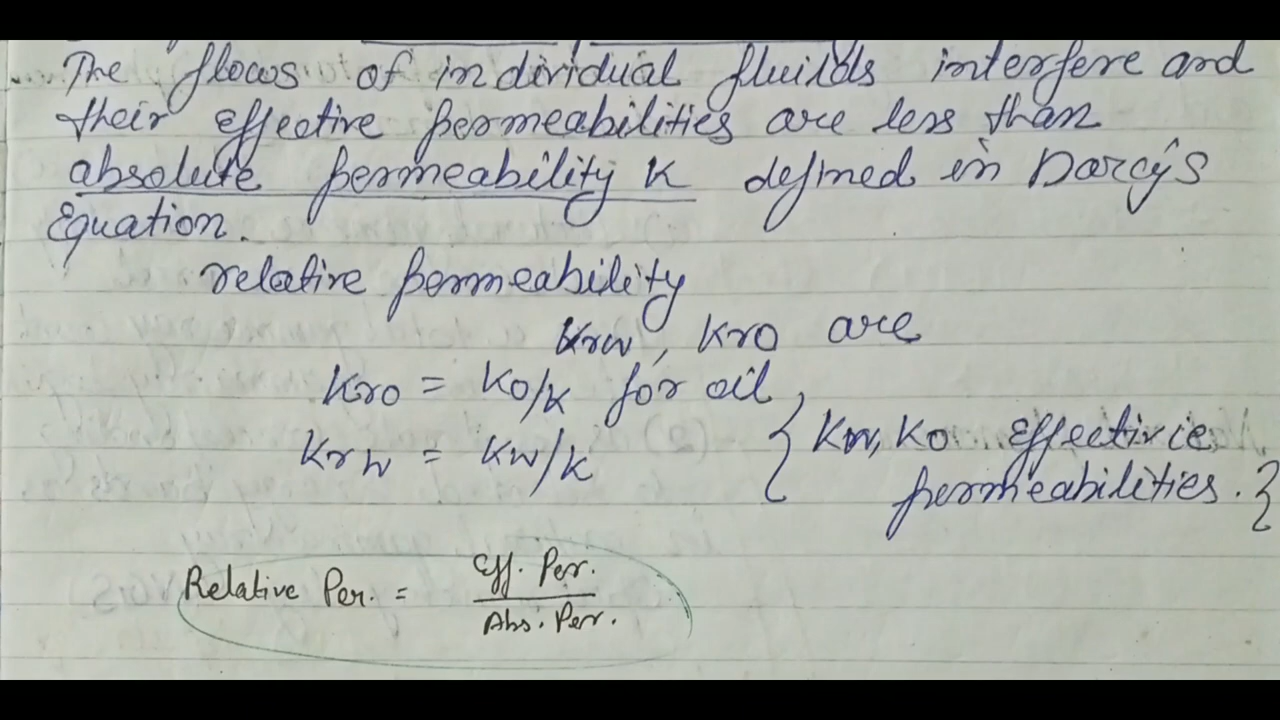 The flows of individual fluids interfere and
their effective permeabilities are less than
absolute permeability K defined in Darcy's
Equation.
relative permeability
Krw, Kro are
Kro = Ko/K for oil,
Krw = Kw/K { Kw, Ko effective
permeabilities. }
Relative Per. = Eff. Per.
Abs. Per.